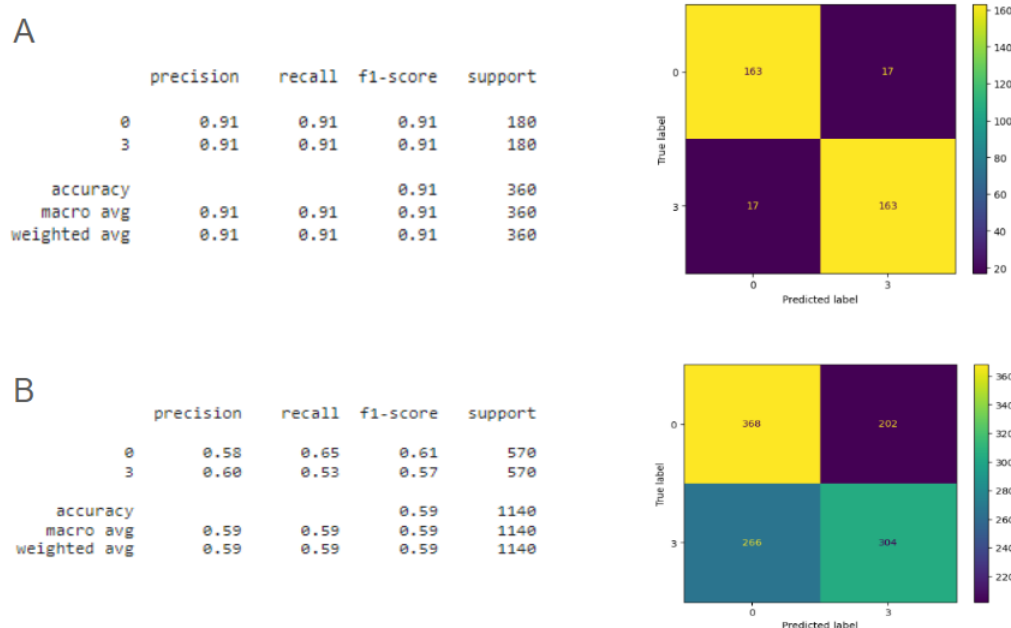 A
precision recall f1-score support
0 0.91 0.91 0.91 180
3 0.91 0.91 0.91 180
accuracy 0.91 360
macro avg 0.91 0.91 0.91 360
weighted avg 0.91 0.91 0.91 360
160
140
120
100
80
60
40
20
True label
0
163
17
3
17
163
0
3
Predicted label
B
precision recall f1-score support
0 0.58 0.65 0.61 570
3 0.60 0.53 0.57 570
accuracy 0.59 1140
macro avg 0.59 0.59 0.59 1140
weighted avg 0.59 0.59 0.59 1140
360
340
320
300
280
260
240
220
True label
0
368
202
3
266
304
0
3
Predicted label